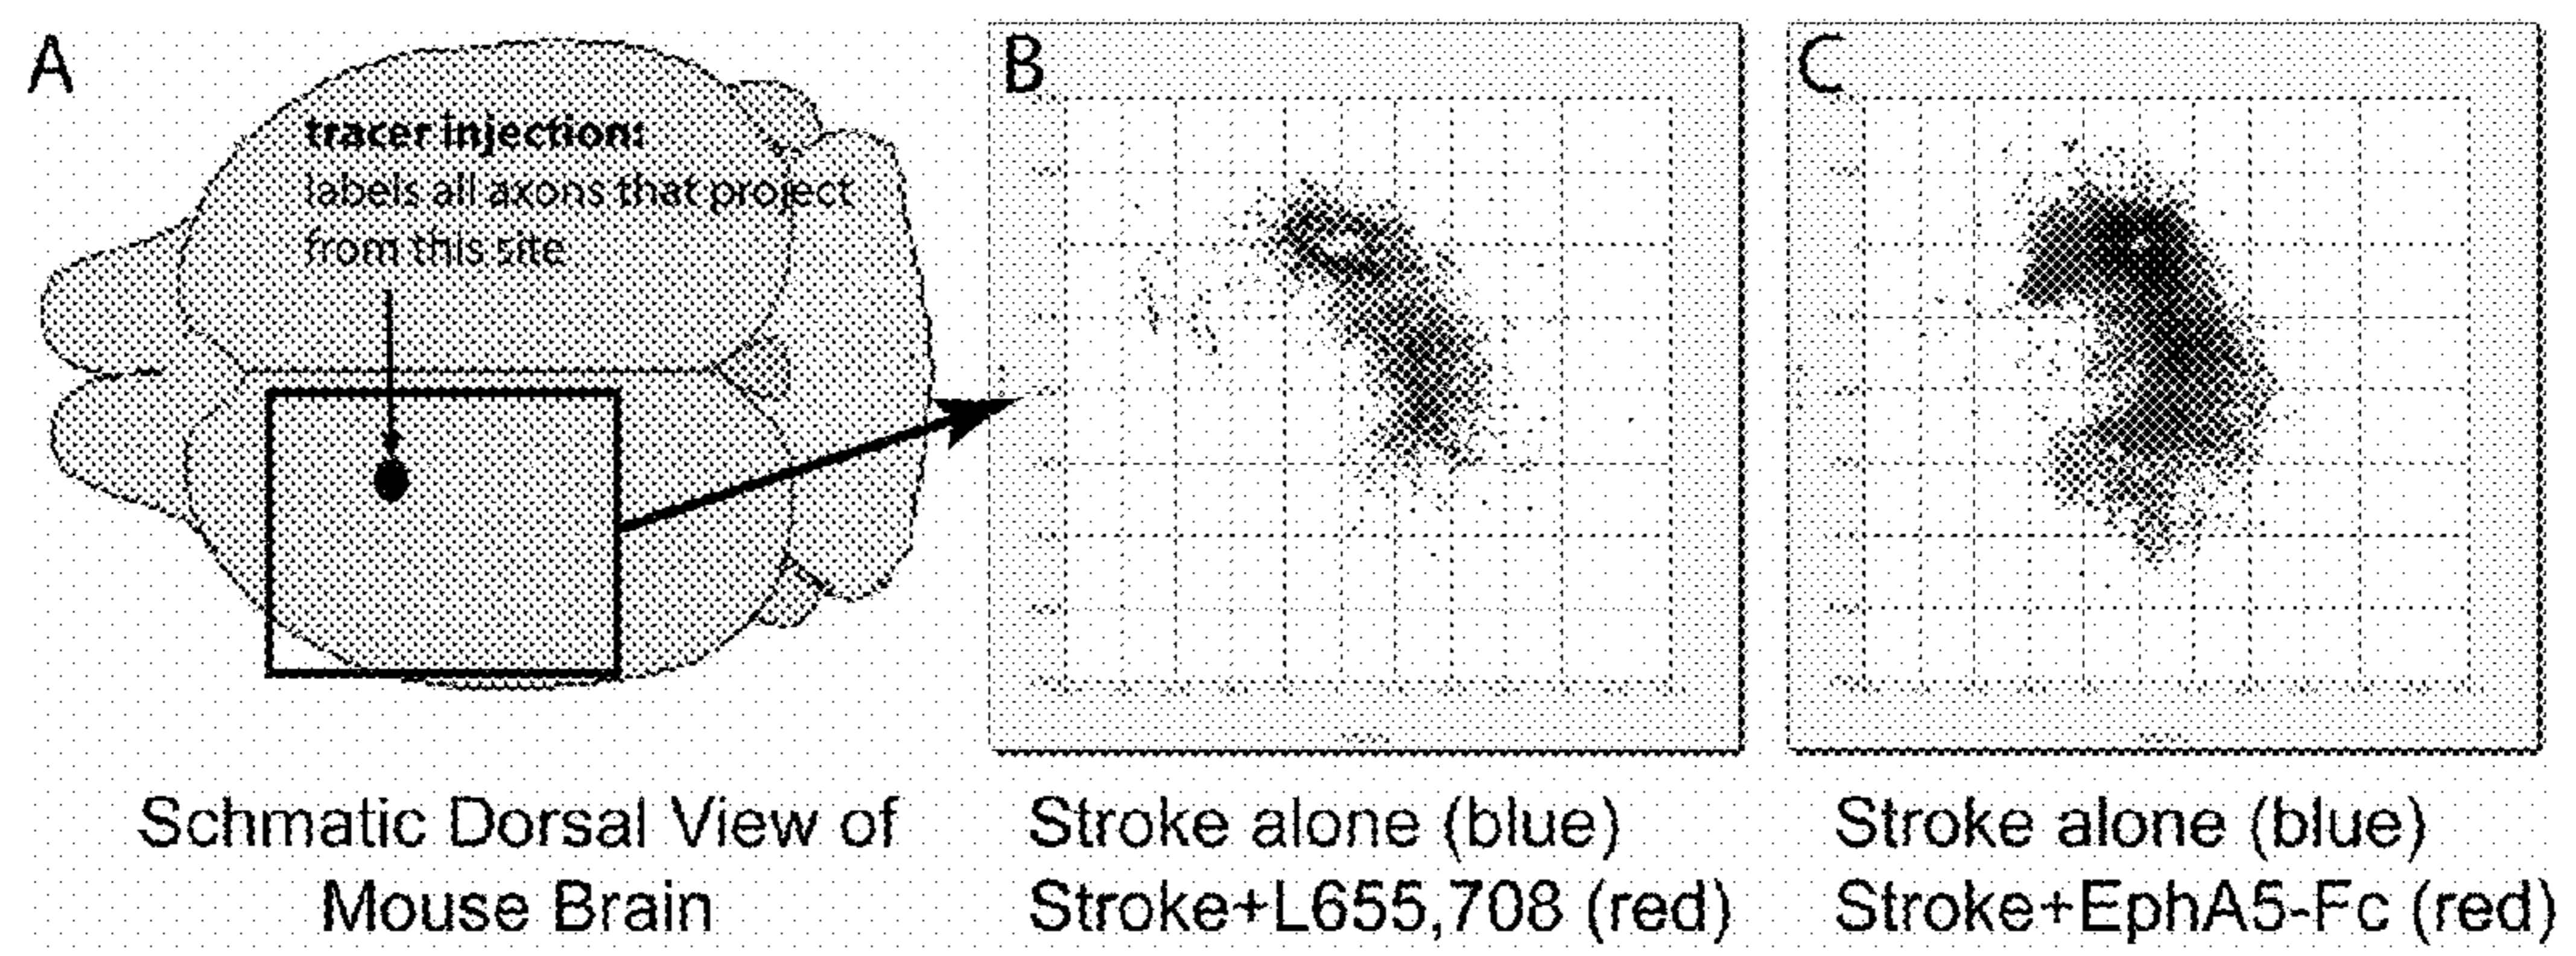 A
tracer injection:
labels all axons that project
from this site
B
C
Schmatic Dorsal View of
Mouse Brain
Stroke alone (blue)
Stroke+L655,708 (red)
Stroke alone (blue)
Stroke+EphA5-Fc (red)